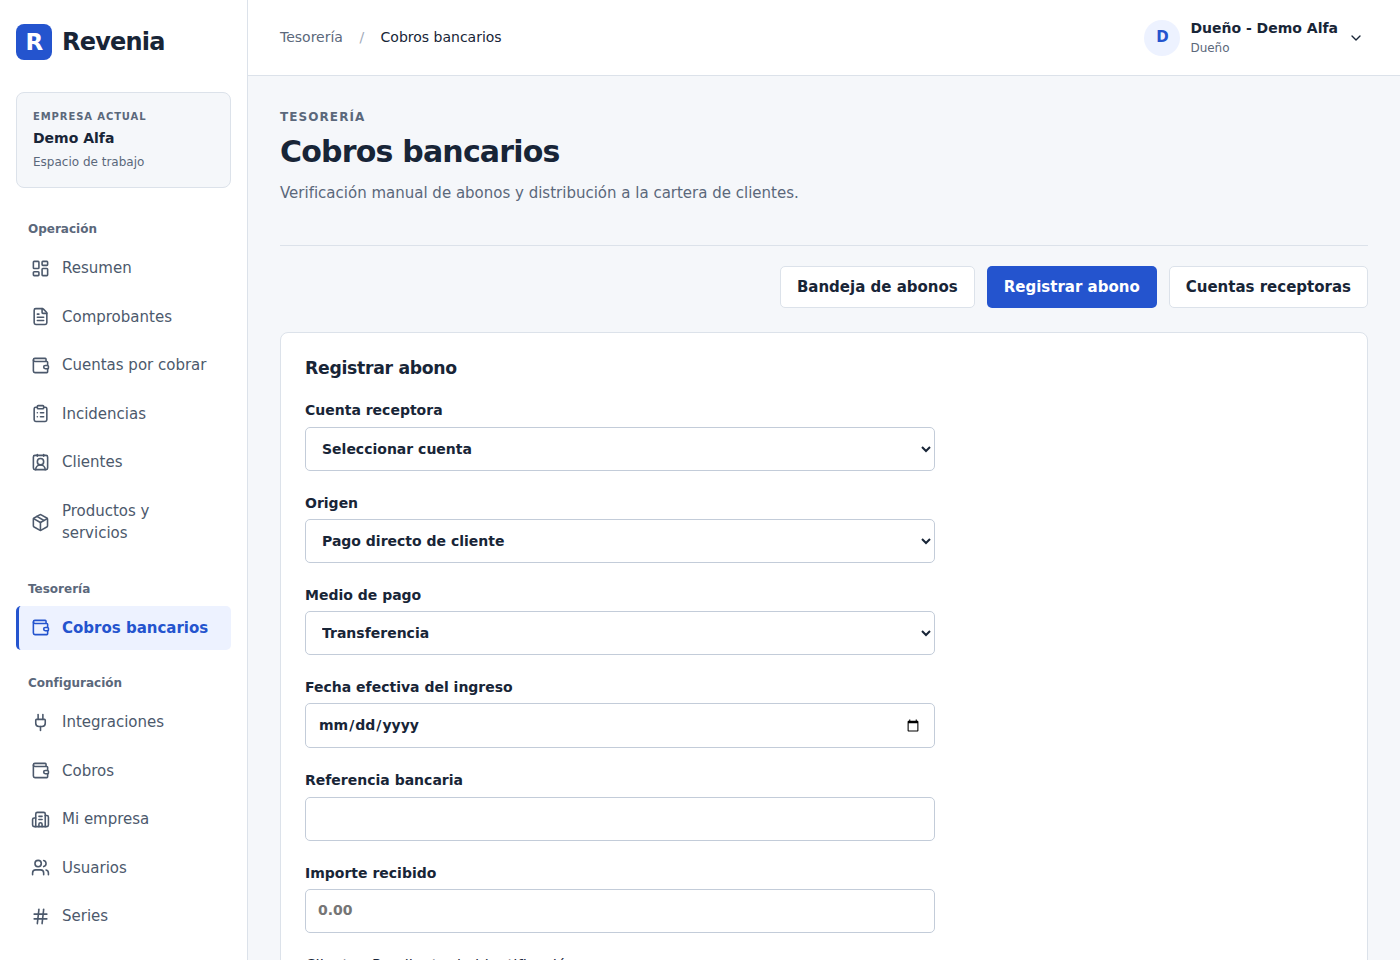 R Revenia
EMPRESA ACTUAL
Demo Alfa
Espacio de trabajo
Operación
Resumen
Comprobantes
Cuentas por cobrar
Incidencias
Clientes
Productos y
servicios
Tesorería
Cobros bancarios
Configuración
Integraciones
Cobros
Mi empresa
Usuarios
Series
Tesorería / Cobros bancarios
D
Dueño - Demo Alfa
Dueño
TESORERÍA
Cobros bancarios
Verificación manual de abonos y distribución a la cartera de clientes.
Bandeja de abonos
Registrar abono
Cuentas receptoras
Registrar abono
Cuenta receptora
Seleccionar cuenta
Origen
Pago directo de cliente
Medio de pago
Transferencia
Fecha efectiva del ingreso
mm/dd/yyyy
Referencia bancaria
Importe recibido
0.00